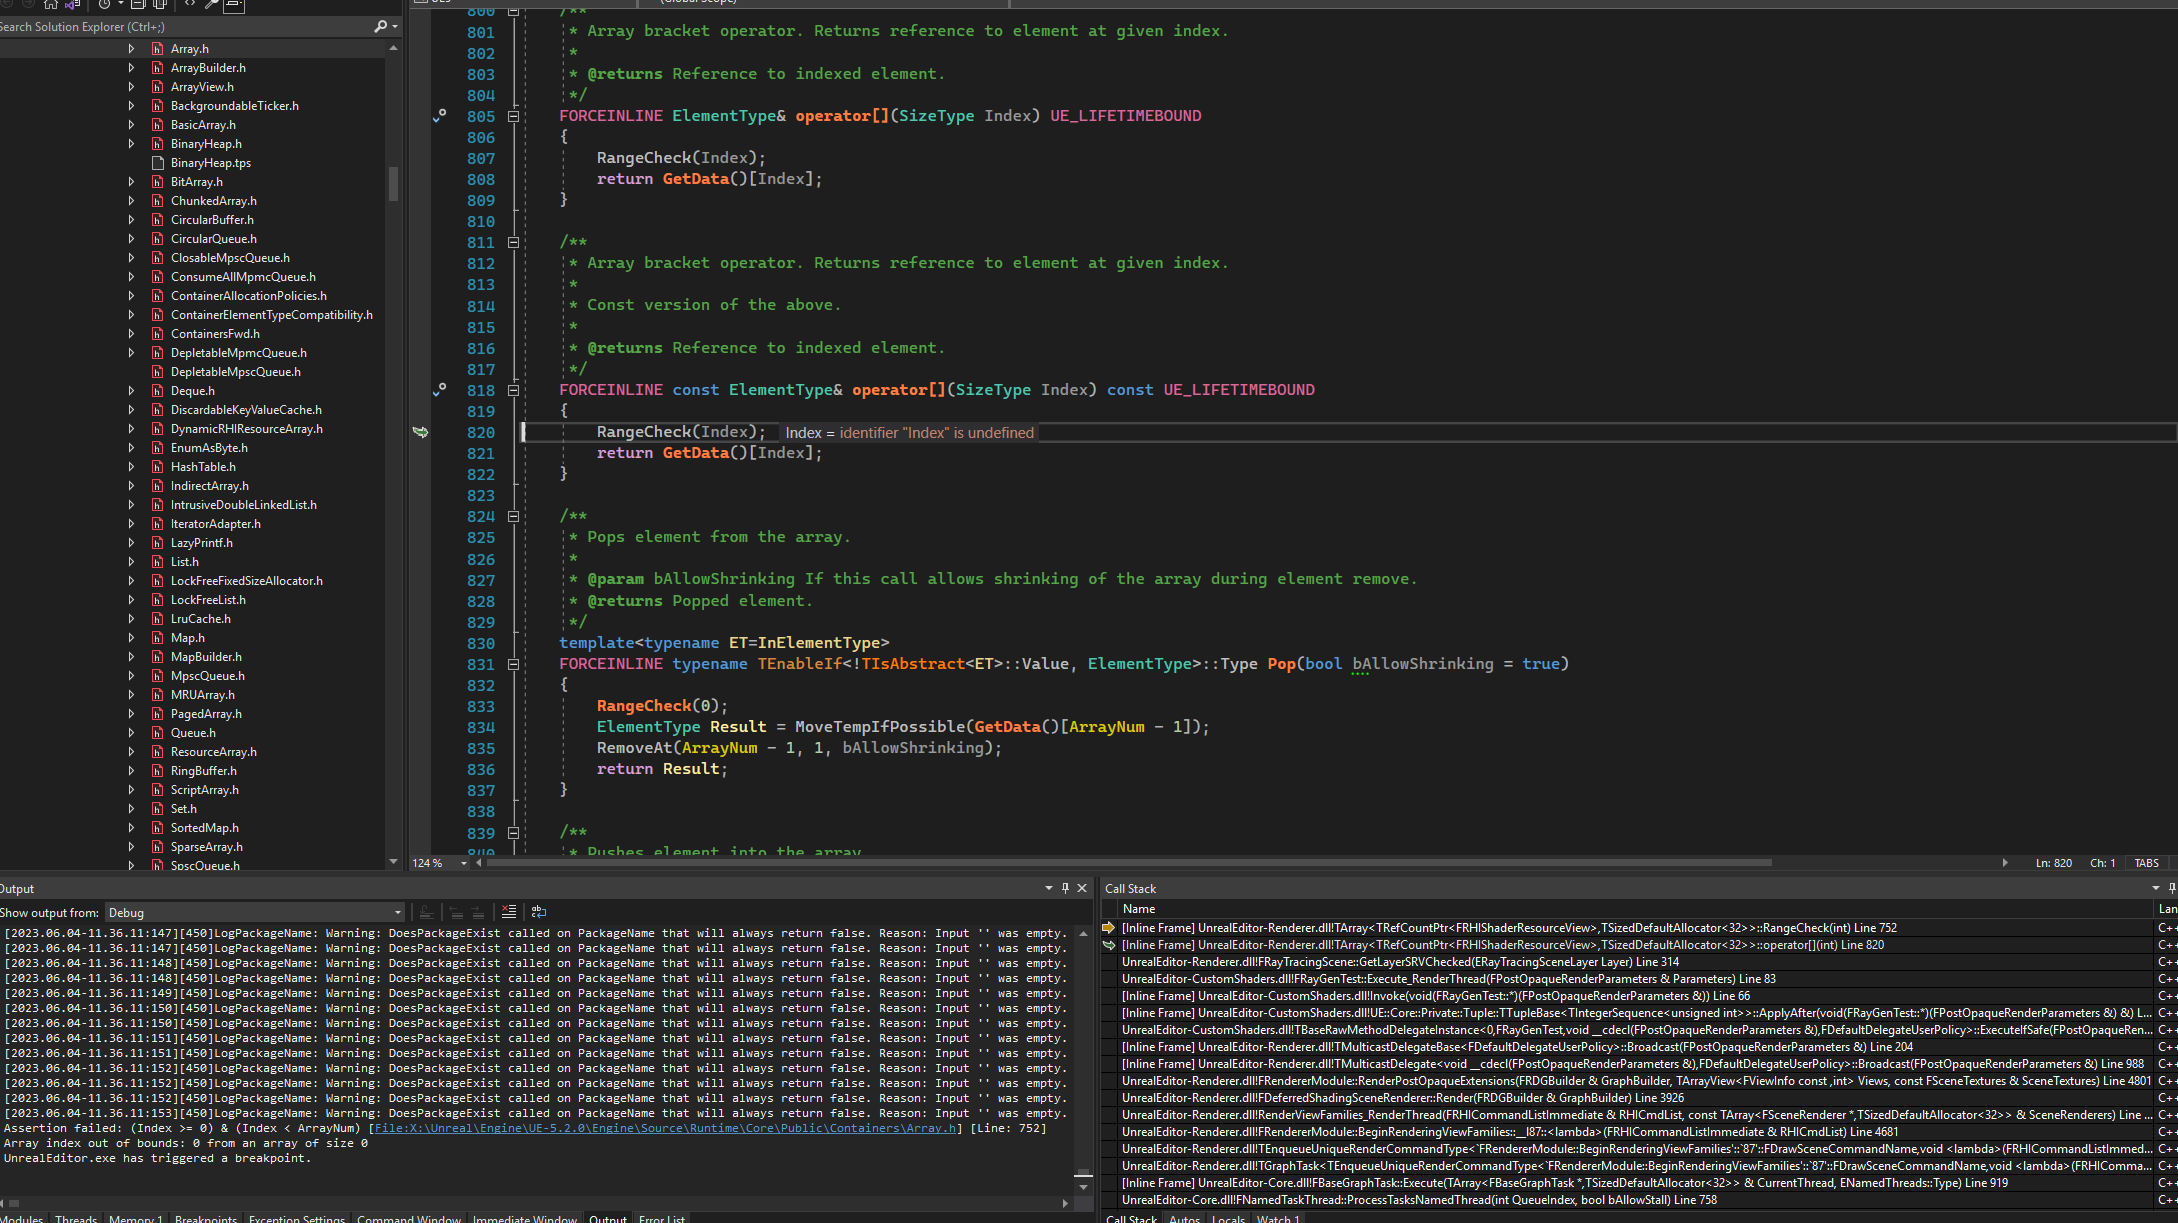 Search Solution Explorer (Ctrl+;)
Array.h
ArrayBuilder.h
ArrayView.h
BackgroundableTicker.h
BasicArray.h
BinaryHeap.h
BinaryHeap.tps
BitArray.h
ChunkedArray.h
CircularBuffer.h
CircularQueue.h
ClosableMpscQueue.h
ConsumeAllMpmcQueue.h
ContainerAllocationPolicies.h
ContainerElementTypeCompatibility.h
ContainersFwd.h
DepletableMpmcQueue.h
DepletableMpscQueue.h
Deque.h
DiscardableKeyValueCache.h
DynamicRHIResourceArray.h
EnumAsByte.h
HashTable.h
IndirectArray.h
IntrusiveDoubleLinkedList.h
IteratorAdapter.h
LazyPrintf.h
List.h
LockFreeFixedSizeAllocator.h
LockFreeList.h
LruCache.h
Map.h
MapBuilder.h
MpscQueue.h
MRUArray.h
PagedArray.h
Queue.h
ResourceArray.h
RingBuffer.h
ScriptArray.h
Set.h
SortedMap.h
SparseArray.h
SpscQueue.h
800 /**
801 * Array bracket operator. Returns reference to element at given index.
802 *
803 * @returns Reference to indexed element.
804 */
805 FORCEINLINE ElementType& operator[](SizeType Index) UE_LIFETIMEBOUND
806 {
807 RangeCheck(Index);
808 return GetData()[Index];
809 }
810
811 /**
812 * Array bracket operator. Returns reference to element at given index.
813 *
814 * Const version of the above.
815 *
816 * @returns Reference to indexed element.
817 */
818 FORCEINLINE const ElementType& operator[](SizeType Index) const UE_LIFETIMEBOUND
819 {
820 RangeCheck(Index); Index = identifier "Index" is undefined
821 return GetData()[Index];
822 }
823
824 /**
825 * Pops element from the array.
826 *
827 * @param bAllowShrinking If this call allows shrinking of the array during element remove.
828 * @returns Popped element.
829 */
830 template<typename ET=InElementType>
831 FORCEINLINE typename TEnableIf<!TIsAbstract<ET>::Value, ElementType>::Type Pop(bool bAllowShrinking = true)
832 {
833 RangeCheck(0);
834 ElementType Result = MoveTempIfPossible(GetData()[ArrayNum - 1]);
835 RemoveAt(ArrayNum - 1, 1, bAllowShrinking);
836 return Result;
837 }
838
839 /**
840 * Pushes element into the array
124 % Ln: 820 Ch: 1 TABS
Output
Show output from: Debug
[2023.06.04-11.36.11:147][450]LogPackageName: Warning: DoesPackageExist called on PackageName that will always return false. Reason: Input '' was empty.
[2023.06.04-11.36.11:147][450]LogPackageName: Warning: DoesPackageExist called on PackageName that will always return false. Reason: Input '' was empty.
[2023.06.04-11.36.11:148][450]LogPackageName: Warning: DoesPackageExist called on PackageName that will always return false. Reason: Input '' was empty.
[2023.06.04-11.36.11:148][450]LogPackageName: Warning: DoesPackageExist called on PackageName that will always return false. Reason: Input '' was empty.
[2023.06.04-11.36.11:149][450]LogPackageName: Warning: DoesPackageExist called on PackageName that will always return false. Reason: Input '' was empty.
[2023.06.04-11.36.11:150][450]LogPackageName: Warning: DoesPackageExist called on PackageName that will always return false. Reason: Input '' was empty.
[2023.06.04-11.36.11:150][450]LogPackageName: Warning: DoesPackageExist called on PackageName that will always return false. Reason: Input '' was empty.
[2023.06.04-11.36.11:151][450]LogPackageName: Warning: DoesPackageExist called on PackageName that will always return false. Reason: Input '' was empty.
[2023.06.04-11.36.11:151][450]LogPackageName: Warning: DoesPackageExist called on PackageName that will always return false. Reason: Input '' was empty.
[2023.06.04-11.36.11:152][450]LogPackageName: Warning: DoesPackageExist called on PackageName that will always return false. Reason: Input '' was empty.
[2023.06.04-11.36.11:152][450]LogPackageName: Warning: DoesPackageExist called on PackageName that will always return false. Reason: Input '' was empty.
[2023.06.04-11.36.11:152][450]LogPackageName: Warning: DoesPackageExist called on PackageName that will always return false. Reason: Input '' was empty.
[2023.06.04-11.36.11:153][450]LogPackageName: Warning: DoesPackageExist called on PackageName that will always return false. Reason: Input '' was empty.
Assertion failed: (Index >= 0) & (Index < ArrayNum) [File:X:\Unreal\Engine\UE-5.2.0\Engine\Source\Runtime\Core\Public\Containers\Array.h] [Line: 752]
Array index out of bounds: 0 from an array of size 0
UnrealEditor.exe has triggered a breakpoint.
Modules Threads Memory 1 Breakpoints Exception Settings Command Window Immediate Window Output Error List
Call Stack
Name Lan
[Inline Frame] UnrealEditor-Renderer.dll!TArray<TRefCountPtr<FRHIShaderResourceView>,TSizedDefaultAllocator<32>>::RangeCheck(int) Line 752 C++
[Inline Frame] UnrealEditor-Renderer.dll!TArray<TRefCountPtr<FRHIShaderResourceView>,TSizedDefaultAllocator<32>>::operator[](int) Line 820 C++
UnrealEditor-Renderer.dll!FRayTracingScene::GetLayerSRVChecked(ERayTracingSceneLayer Layer) Line 314 C++
UnrealEditor-CustomShaders.dll!FRayGenTest::Execute_RenderThread(FPostOpaqueRenderParameters & Parameters) Line 83 C++
[Inline Frame] UnrealEditor-CustomShaders.dll!Invoke(void(FRayGenTest::*)(FPostOpaqueRenderParameters &)) Line 66 C++
[Inline Frame] UnrealEditor-CustomShaders.dll!UE::Core::Private::Tuple::TTupleBase<TIntegerSequence<unsigned int>>::ApplyAfter(void(FRayGenTest::*)(FPostOpaqueRenderParameters &) &) L... C++
UnrealEditor-CustomShaders.dll!TBaseRawMethodDelegateInstance<0,FRayGenTest,void __cdecl(FPostOpaqueRenderParameters &),FDefaultDelegateUserPolicy>::ExecuteIfSafe(FPostOpaqueRen... C++
[Inline Frame] UnrealEditor-Renderer.dll!TMulticastDelegateBase<FDefaultDelegateUserPolicy>::Broadcast(FPostOpaqueRenderParameters &) Line 204 C++
[Inline Frame] UnrealEditor-Renderer.dll!TMulticastDelegate<void __cdecl(FPostOpaqueRenderParameters &),FDefaultDelegateUserPolicy>::Broadcast(FPostOpaqueRenderParameters &) Line 988 C++
UnrealEditor-Renderer.dll!FRendererModule::RenderPostOpaqueExtensions(FRDGBuilder & GraphBuilder, TArrayView<FViewInfo const ,int> Views, const FSceneTextures & SceneTextures) Line 4801 C++
UnrealEditor-Renderer.dll!FDeferredShadingSceneRenderer::Render(FRDGBuilder & GraphBuilder) Line 3926 C++
UnrealEditor-Renderer.dll!RenderViewFamilies_RenderThread(FRHICommandListImmediate & RHICmdList, const TArray<FSceneRenderer *,TSizedDefaultAllocator<32>> & SceneRenderers) Line ... C++
UnrealEditor-Renderer.dll!FRendererModule::BeginRenderingViewFamilies::__l87::<lambda>(FRHICommandListImmediate & RHICmdList) Line 4681 C++
UnrealEditor-Renderer.dll!TEnqueueUniqueRenderCommandType<`FRendererModule::BeginRenderingViewFamilies'::`87'::FDrawSceneCommandName,void <lambda>(FRHICommandListImmed... C++
UnrealEditor-Renderer.dll!TGraphTask<TEnqueueUniqueRenderCommandType<`FRendererModule::BeginRenderingViewFamilies'::`87'::FDrawSceneCommandName,void <lambda>(FRHIComma... C++
[Inline Frame] UnrealEditor-Core.dll!FBaseGraphTask::Execute(TArray<FBaseGraphTask *,TSizedDefaultAllocator<32>> & CurrentThread, ENamedThreads::Type) Line 919 C++
UnrealEditor-Core.dll!FNamedTaskThread::ProcessTasksNamedThread(int QueueIndex, bool bAllowStall) Line 758 C++
Call Stack Autos Locals Watch 1